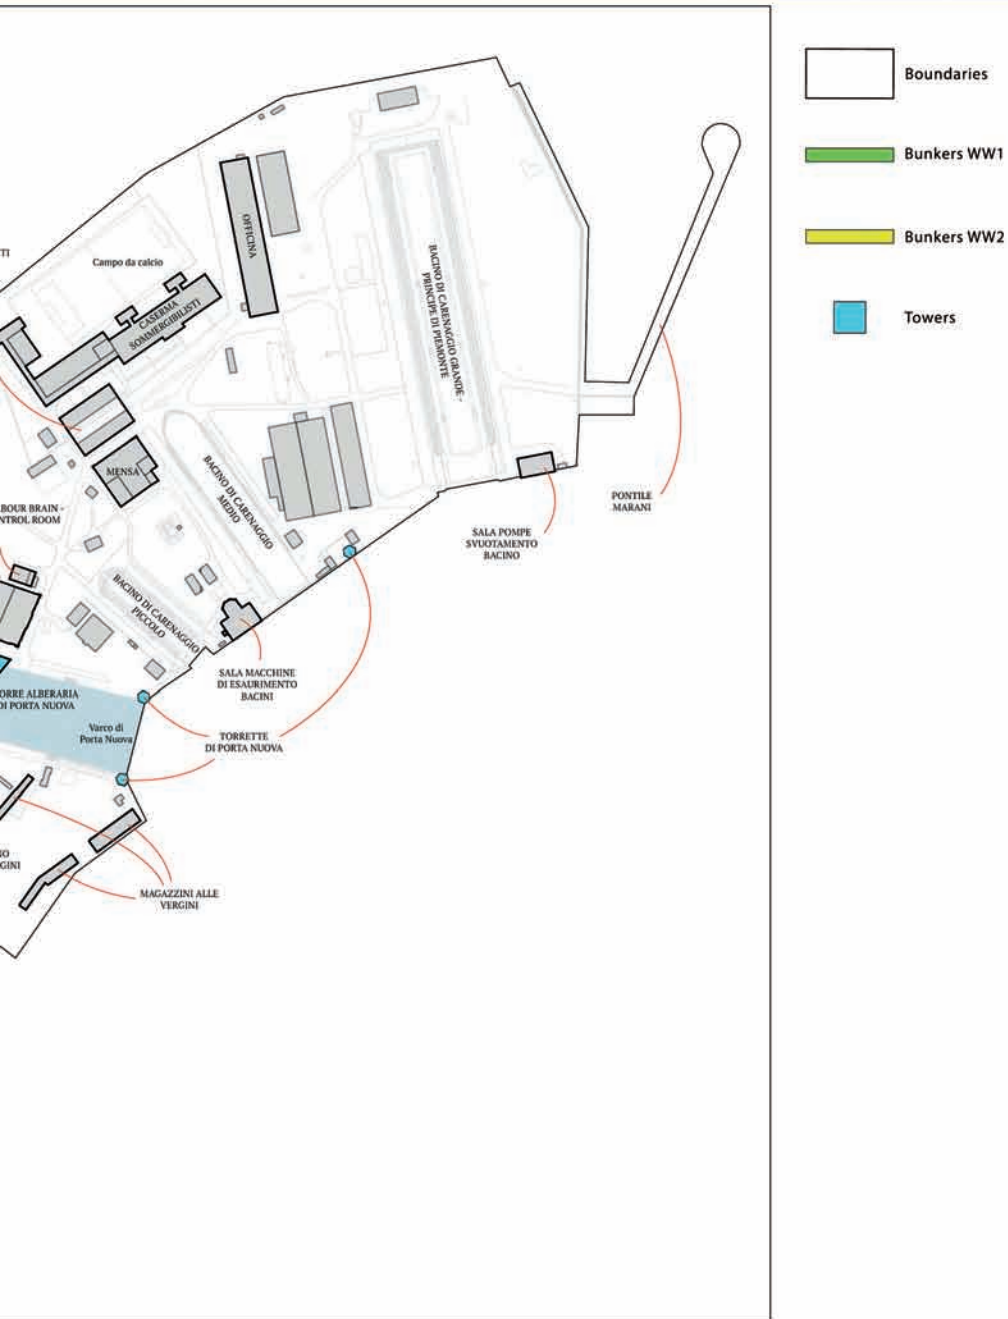 Boundaries
Bunkers WW1
Bunkers WW2
Towers
TI
Campo da calcio
OFFICINA
CASERMA
SOMMERGIBILISTI
BACINO DI CARENAGGIO GRANDE -
PRINCIPE DI PIEMONTE
MENSA
BACINO DI CARENAGGIO
MEDIO
BOUR BRAIN -
NTROL ROOM
PONTILE
MARANI
SALA POMPE
SVUOTAMENTO
BACINO
BACINO DI CARENAGGIO
PICCOLO
SALA MACCHINE
DI ESAURIMENTO
BACINI
ORRE ALBERARIA
DI PORTA NUOVA
Varco di
Porta Nuova
TORRETTE
DI PORTA NUOVA
NO
GINI
MAGAZZINI ALLE
VERGINI